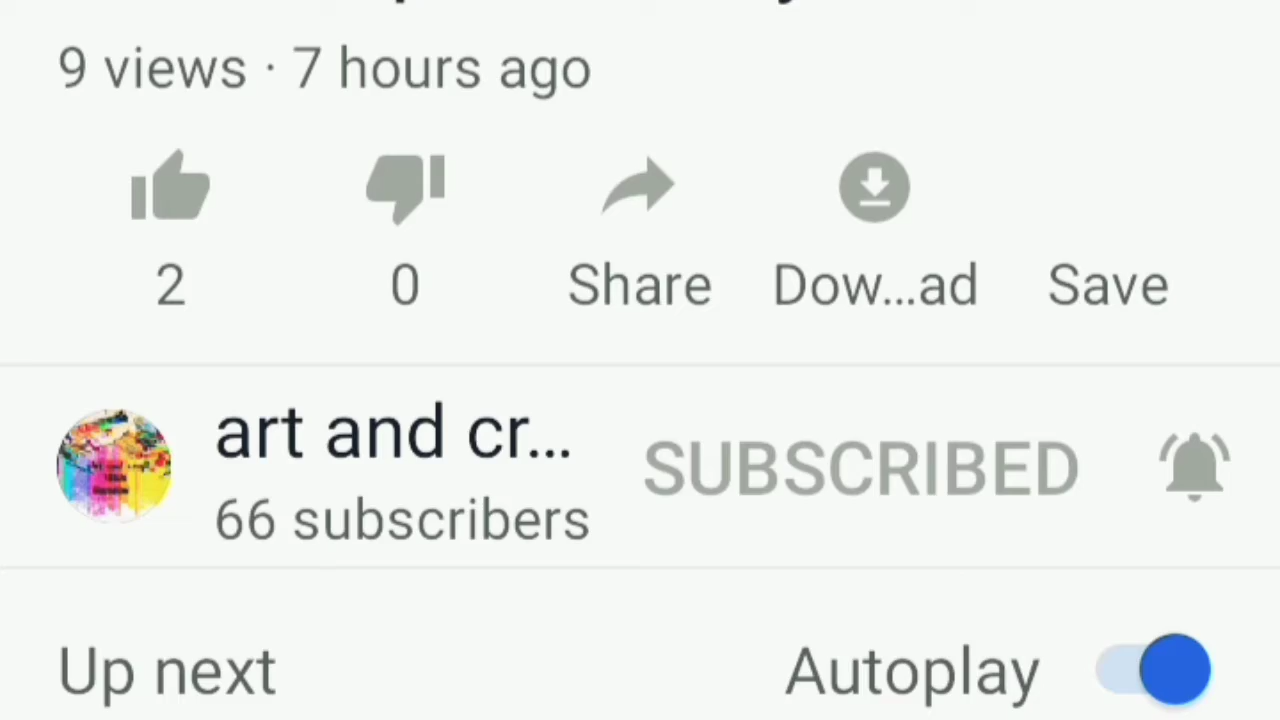 9 views · 7 hours ago
2
0
Share
Dow...ad
Save
art and cr...
SUBSCRIBED
66 subscribers
Up next
Autoplay